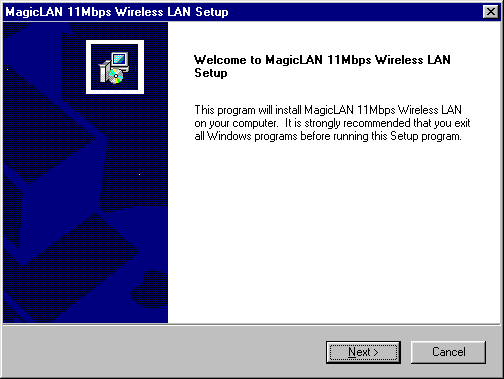 MagicLAN 11Mbps Wireless LAN Setup
Welcome to MagicLAN 11Mbps Wireless LAN
Setup
This program will install MagicLAN 11Mbps Wireless LAN
on your computer.  It is strongly recommended that you exit
all Windows programs before running this Setup program.
Next >
Cancel